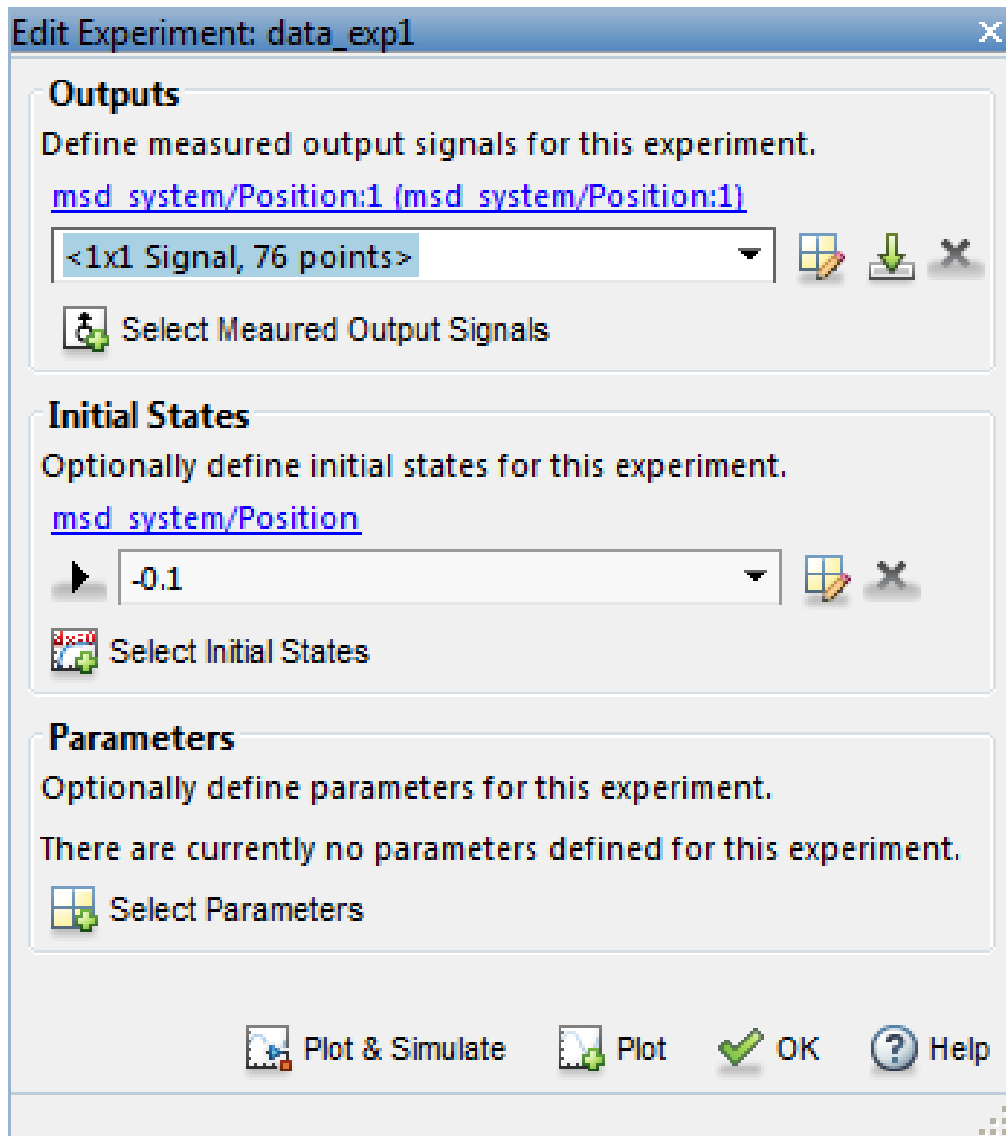 Edit Experiment: data_exp1
Outputs
Define measured output signals for this experiment.
msd_system/Position:1 (msd_system/Position:1)
<1x1 Signal, 76 points>
Select Meaured Output Signals
Initial States
Optionally define initial states for this experiment.
msd_system/Position
-0.1
Select Initial States
Parameters
Optionally define parameters for this experiment.
There are currently no parameters defined for this experiment.
Select Parameters
Plot & Simulate Plot OK Help